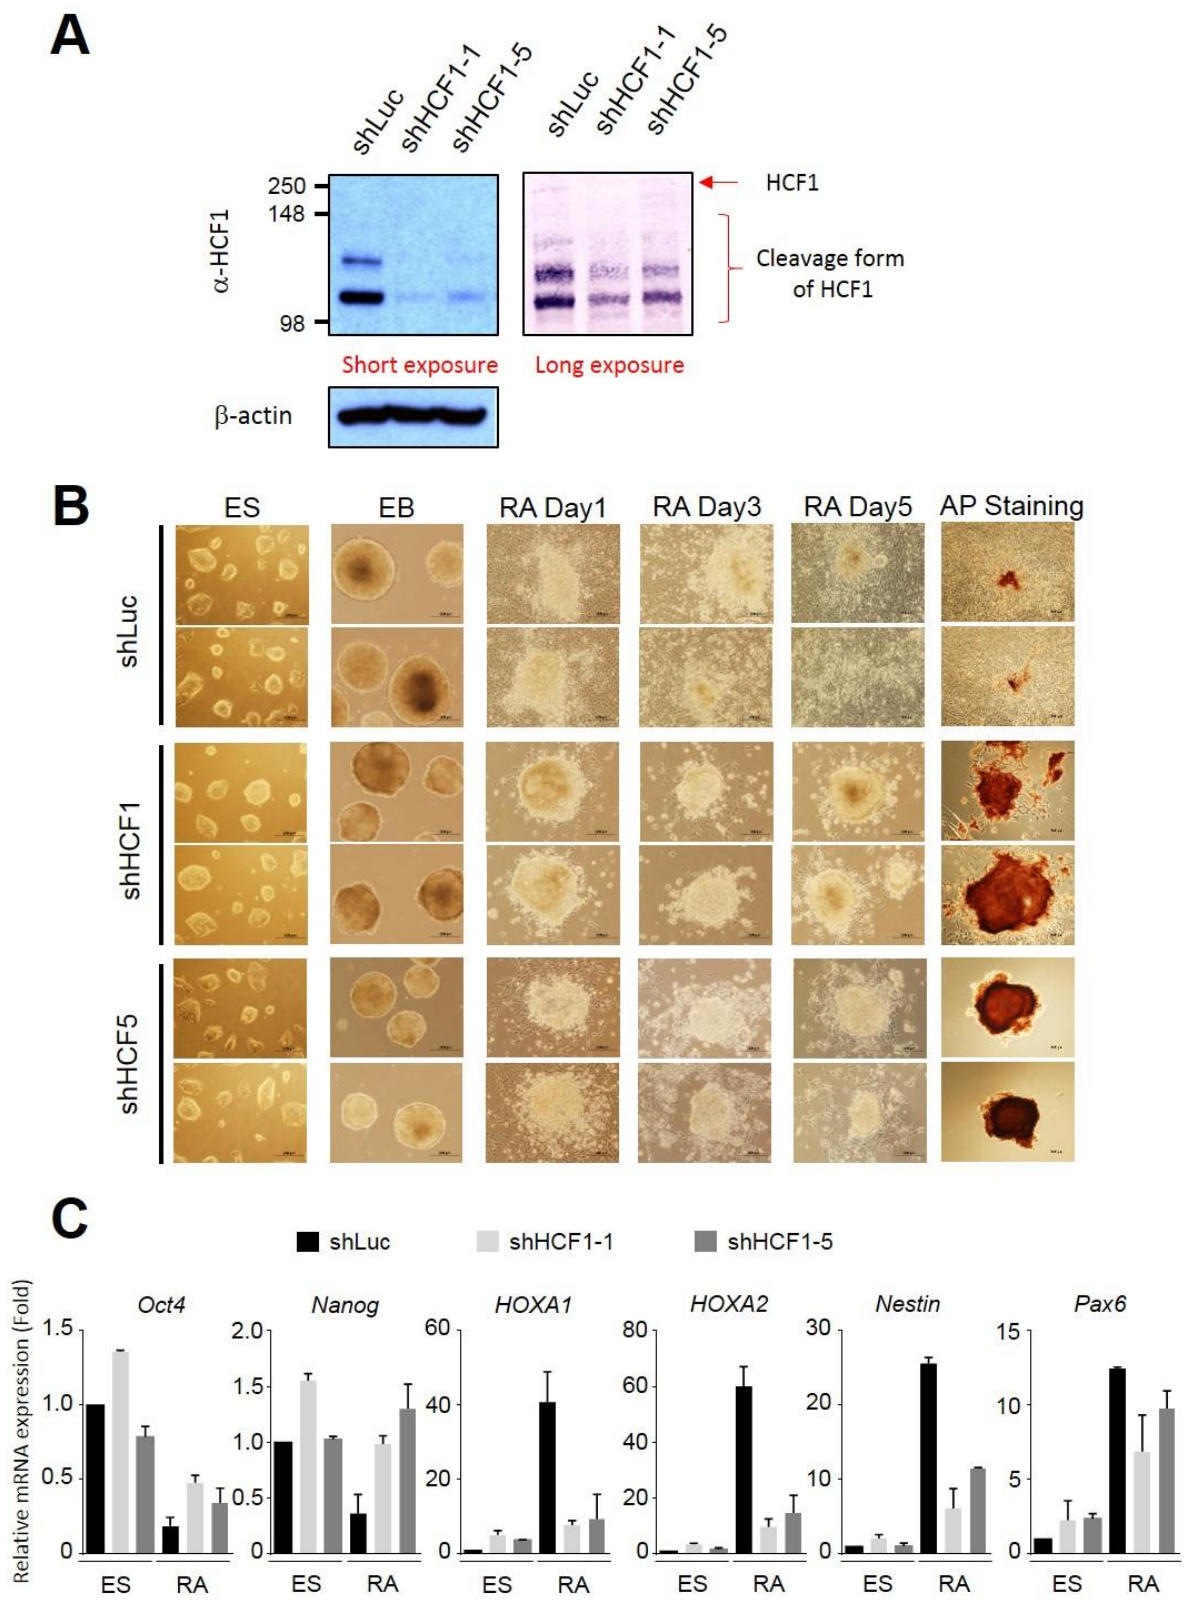 A
shLuc
shHCF1-1
shHCF1-5
shLuc
shHCF1-1
shHCF1-5
α-HCF1
250
148
98
HCF1
Cleavage form
of HCF1
Short exposure
Long exposure
β-actin
B
ES
EB
RA Day1
RA Day3
RA Day5
AP Staining
shLuc
shHCF1
shHCF5
C
shLuc
shHCF1-1
shHCF1-5
Relative mRNA expression (Fold)
Oct4
1.5
1.0
0.5
0
ES
RA
Nanog
2.0
1.5
1.0
0.5
0
ES
RA
HOXA1
60
40
20
0
ES
RA
HOXA2
80
60
40
20
0
ES
RA
Nestin
30
20
10
0
ES
RA
Pax6
15
10
5
0
ES
RA